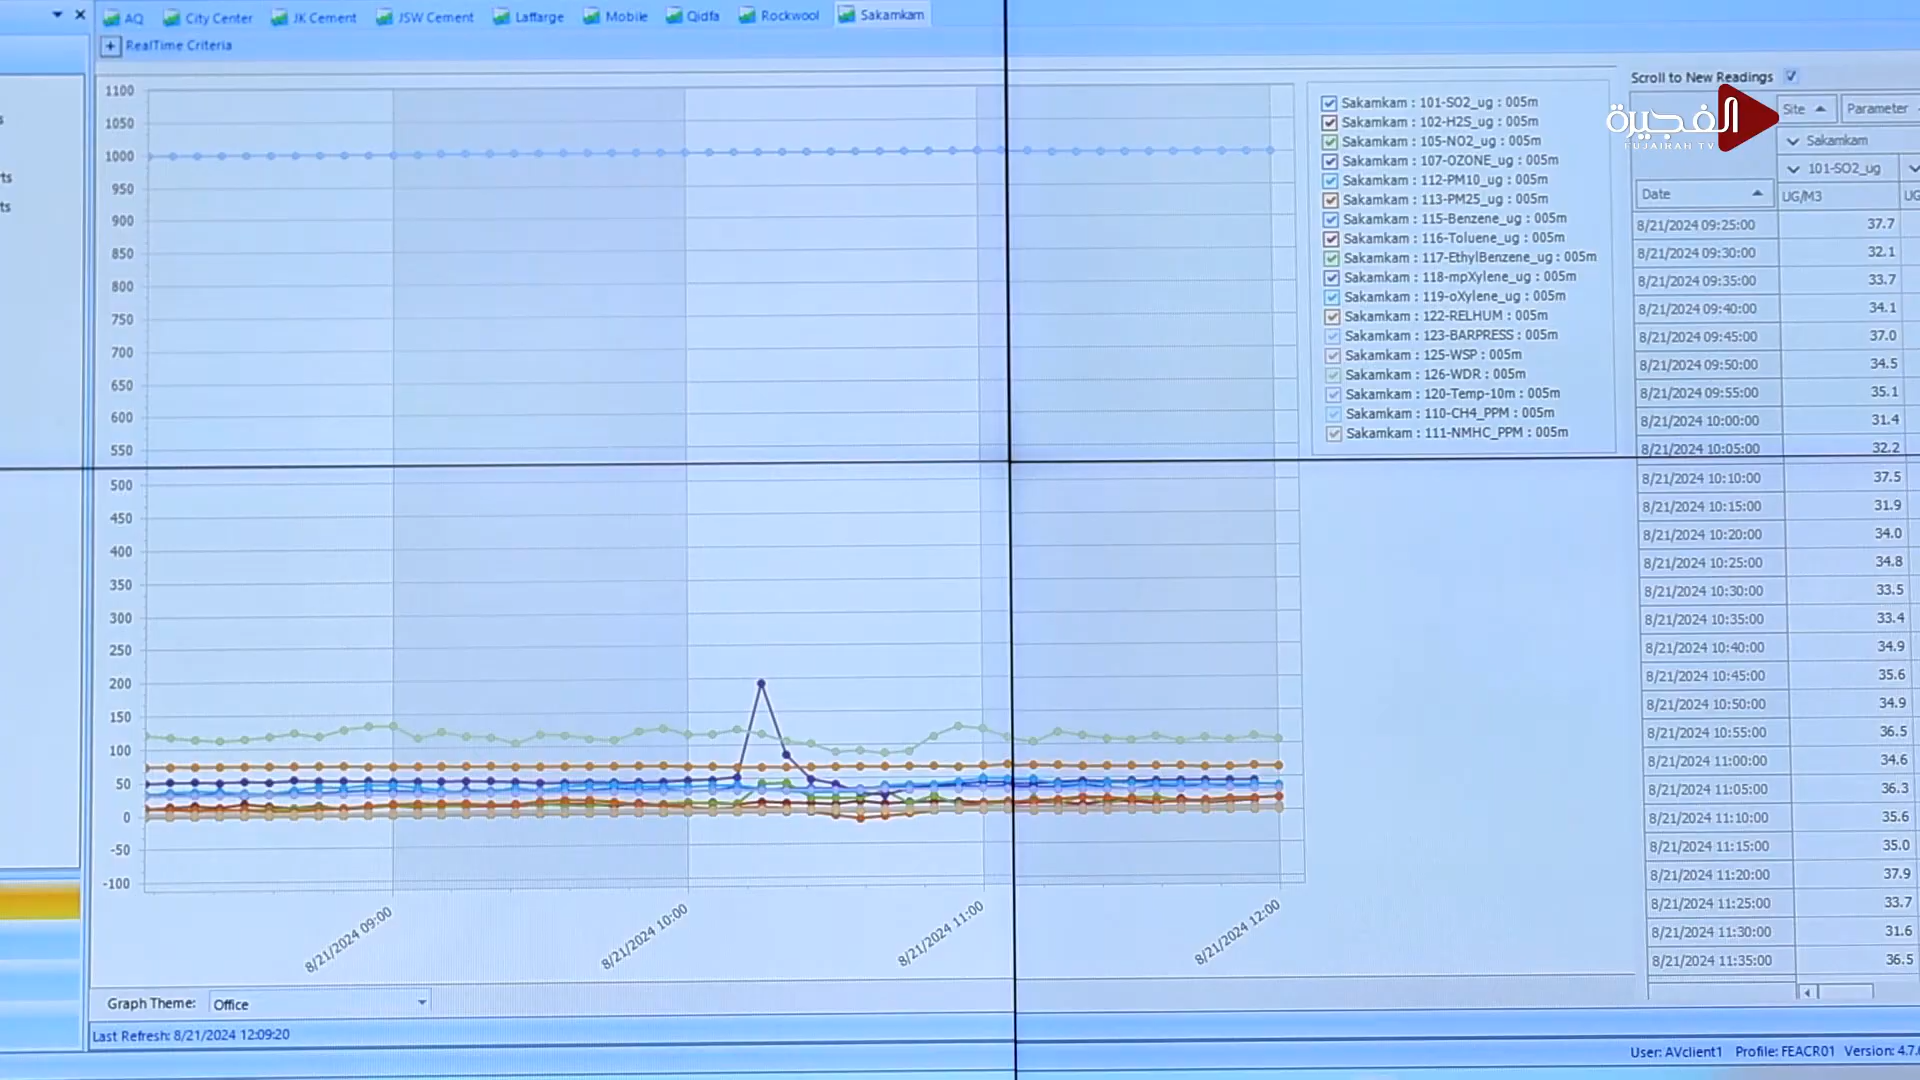 AQ City Center JK Cement JSW Cement Laffarge Mobile Qidfa Rockwool Sakamkam
RealTime Criteria
1100
1050
1000
950
900
850
800
750
700
650
600
550
500
450
400
350
300
250
200
150
100
50
0
-50
-100
8/21/2024 09:00
8/21/2024 10:00
8/21/2024 11:00
8/21/2024 12:00
Sakamkam : 101-SO2_ug : 005m
Sakamkam : 102-H2S_ug : 005m
Sakamkam : 105-NO2_ug : 005m
Sakamkam : 107-OZONE_ug : 005m
Sakamkam : 112-PM10_ug : 005m
Sakamkam : 113-PM25_ug : 005m
Sakamkam : 115-Benzene_ug : 005m
Sakamkam : 116-Toluene_ug : 005m
Sakamkam : 117-EthylBenzene_ug : 005m
Sakamkam : 118-mpXylene_ug : 005m
Sakamkam : 119-oXylene_ug : 005m
Sakamkam : 122-RELHUM : 005m
Sakamkam : 123-BARPRESS : 005m
Sakamkam : 125-WSP : 005m
Sakamkam : 126-WDR : 005m
Sakamkam : 120-Temp-10m : 005m
Sakamkam : 110-CH4_PPM : 005m
Sakamkam : 111-NMHC_PPM : 005m
Scroll to New Readings
الفجيرة
FUJAIRAH TV
Site Parameter
Sakamkam
101-SO2_ug
Date UG/M3 UG
8/21/2024 09:25:00 37.7
8/21/2024 09:30:00 32.1
8/21/2024 09:35:00 33.7
8/21/2024 09:40:00 34.1
8/21/2024 09:45:00 37.0
8/21/2024 09:50:00 34.5
8/21/2024 09:55:00 35.1
8/21/2024 10:00:00 31.4
8/21/2024 10:05:00 32.2
8/21/2024 10:10:00 37.5
8/21/2024 10:15:00 31.9
8/21/2024 10:20:00 34.0
8/21/2024 10:25:00 34.8
8/21/2024 10:30:00 33.5
8/21/2024 10:35:00 33.4
8/21/2024 10:40:00 34.9
8/21/2024 10:45:00 35.6
8/21/2024 10:50:00 34.9
8/21/2024 10:55:00 36.5
8/21/2024 11:00:00 34.6
8/21/2024 11:05:00 36.3
8/21/2024 11:10:00 35.6
8/21/2024 11:15:00 35.0
8/21/2024 11:20:00 37.9
8/21/2024 11:25:00 33.7
8/21/2024 11:30:00 31.6
8/21/2024 11:35:00 36.5
Graph Theme: Office
Last Refresh: 8/21/2024 12:09:20
User: AVclient1 Profile: FEACR01 Version: 4.7.